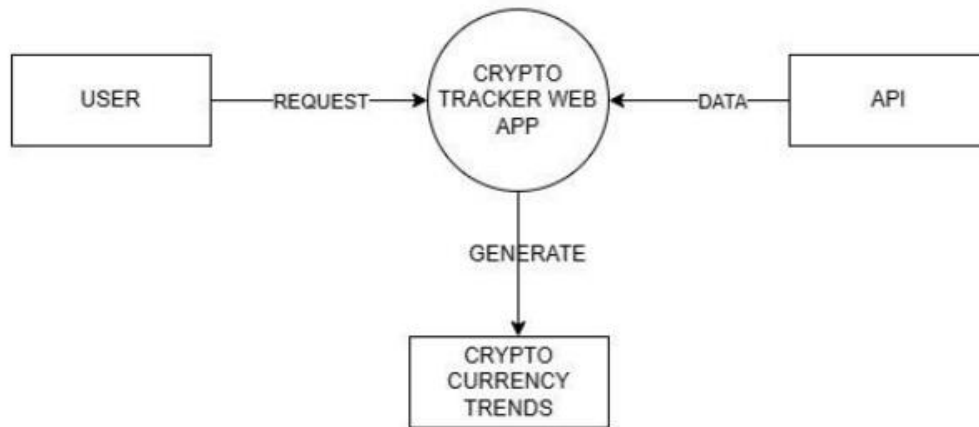 USER
REQUEST
CRYPTO
TRACKER WEB
APP
DATA
API
GENERATE
CRYPTO
CURRENCY
TRENDS